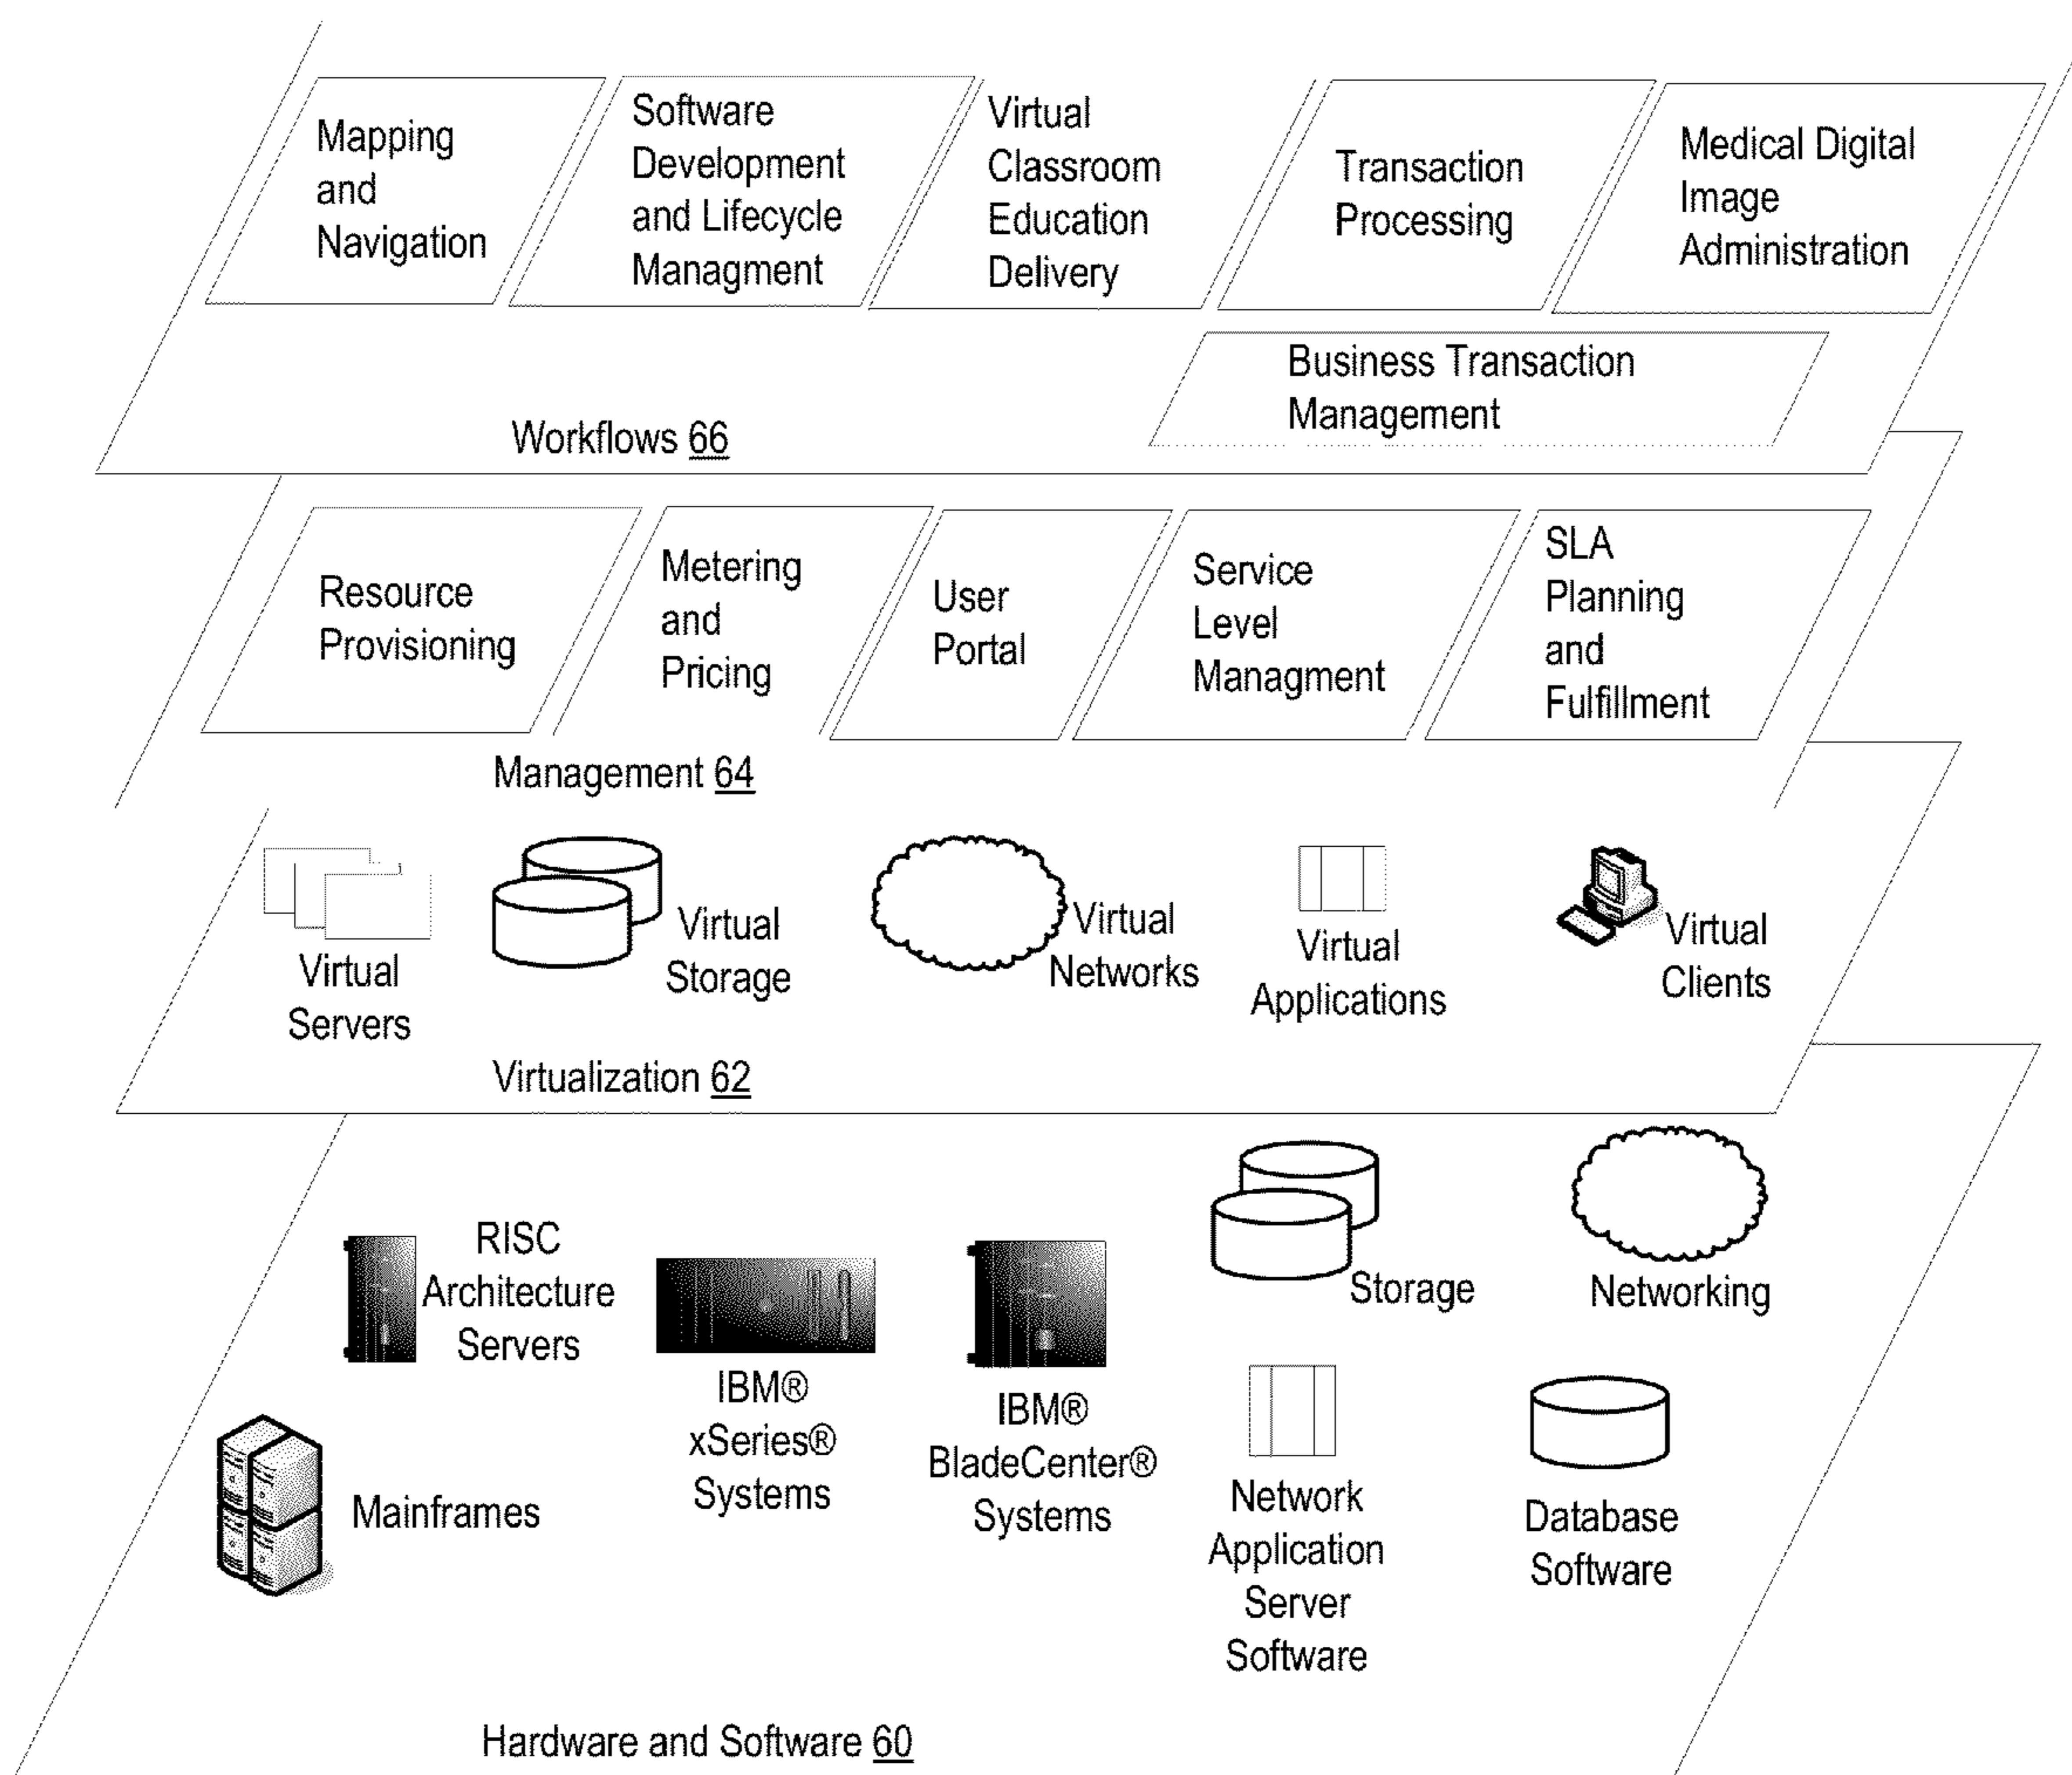 Mapping
and
Navigation
Software
Development
and Lifecycle
Managment
Virtual
Classroom
Education
Delivery
Transaction
Processing
Medical Digital
Image
Administration
Business Transaction
Management
Workflows 66
Resource
Provisioning
Metering
and
Pricing
User
Portal
Service
Level
Managment
SLA
Planning
and
Fulfillment
Management 64
Virtual
Servers
Virtual
Storage
Virtual
Networks
Virtual
Applications
Virtual
Clients
Virtualization 62
Mainframes
RISC
Architecture
Servers
IBM®
xSeries®
Systems
IBM®
BladeCenter®
Systems
Storage
Networking
Network
Application
Server
Software
Database
Software
Hardware and Software 60